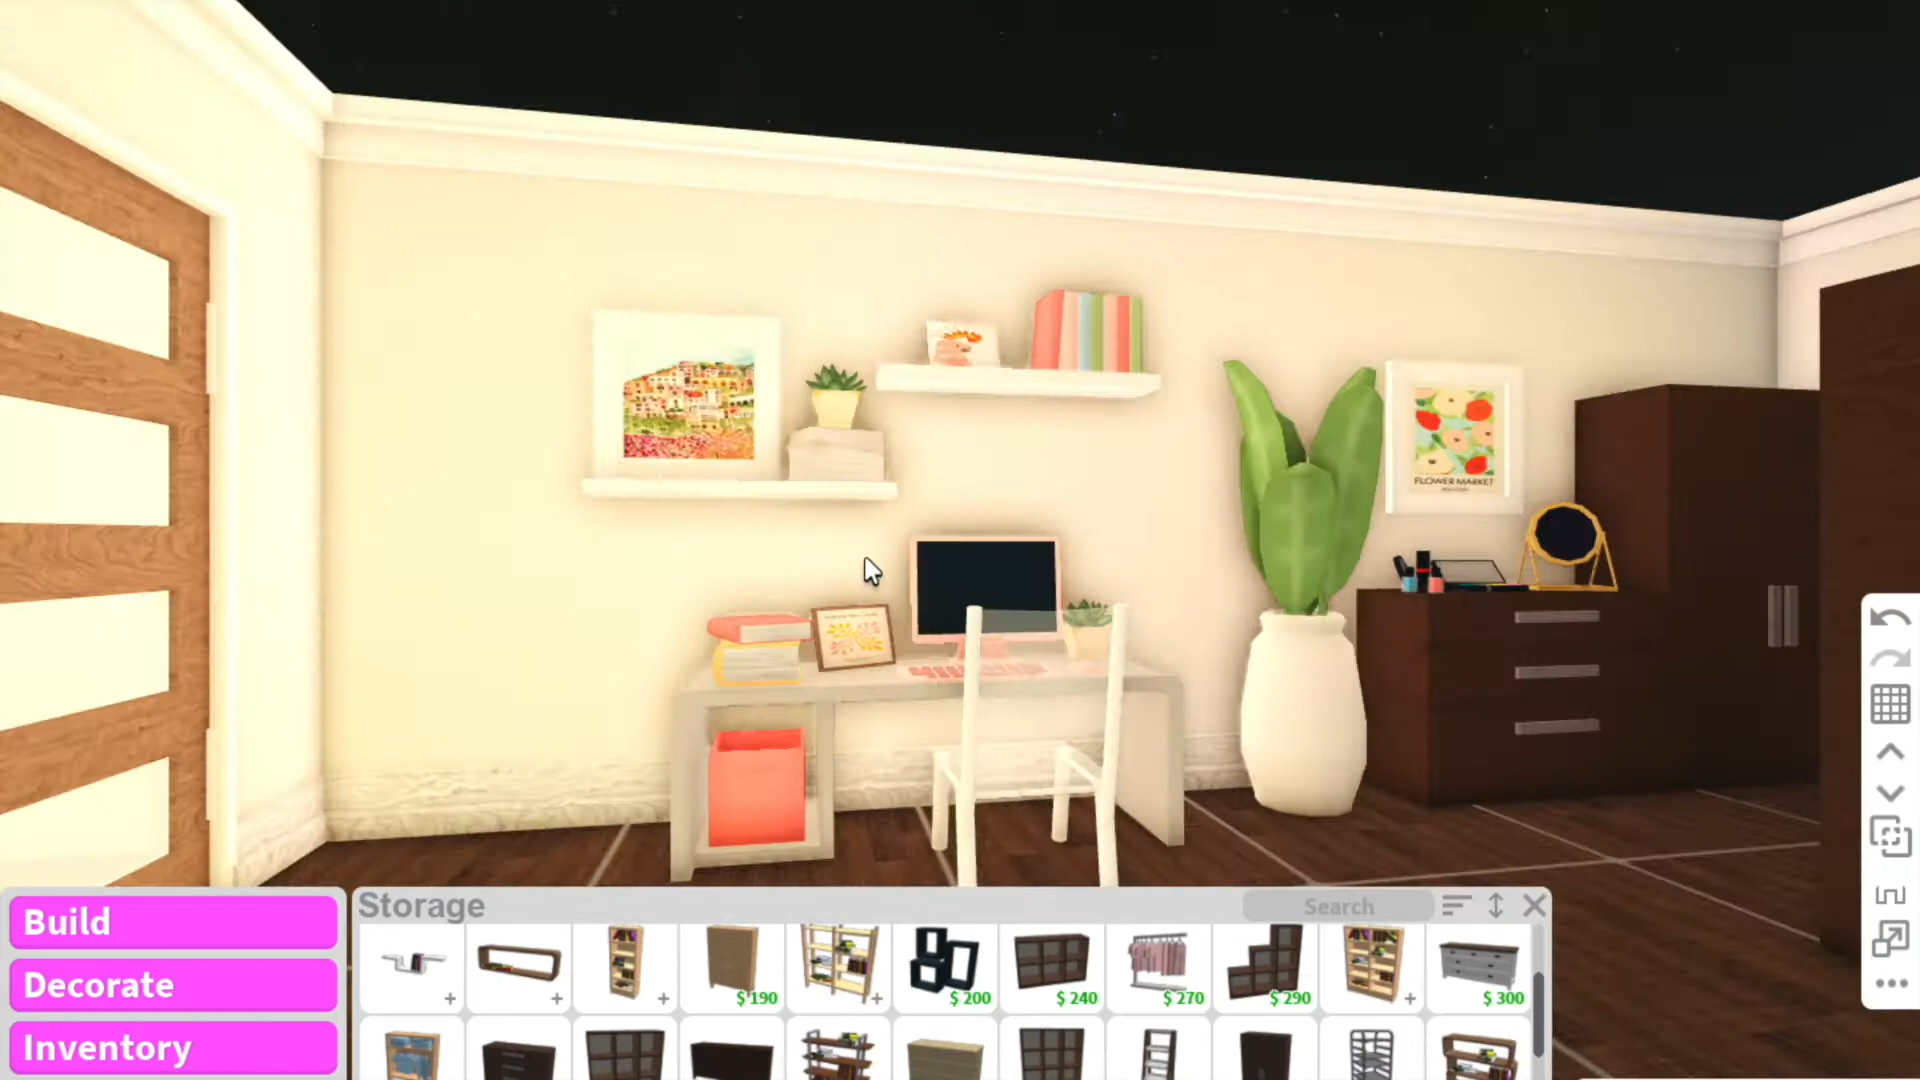 FLOWER MARKET
Build
Decorate
Inventory
Storage
Search
$ 190
$ 200
$ 240
$ 270
$ 290
$ 300